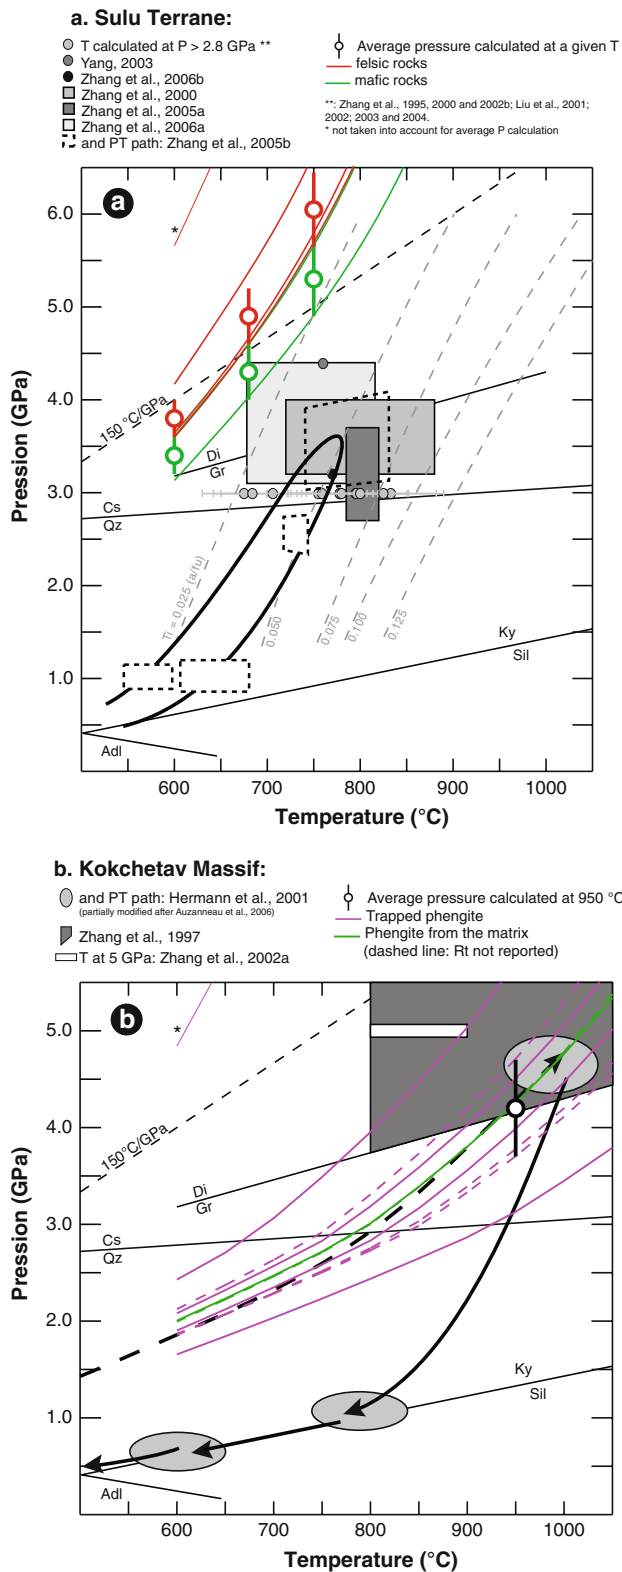 a. Sulu Terrane:
T calculated at P > 2.8 GPa **
Yang, 2003
Zhang et al., 2006b
Zhang et al., 2000
Zhang et al., 2005a
Zhang et al., 2006a
and PT path: Zhang et al., 2005b
Average pressure calculated at a given T
felsic rocks
mafic rocks
**: Zhang et al., 1995, 2000 and 2002b; Liu et al., 2001;
2002; 2003 and 2004.
* not taken into account for average P calculation
a
*
6.0
5.0
4.0
3.0
2.0
1.0
Pression (GPa)
150 °C/GPa
Di
Gr
Cs
Qz
Ti = 0.025 (a/fu)
0.050
0.075
0.100
0.125
Ky
Sil
Adl
600 700 800 900 1000
Temperature (°C)
b. Kokchetav Massif:
and PT path: Hermann et al., 2001
(partially modified after Auzanneau et al., 2006)
Zhang et al., 1997
T at 5 GPa: Zhang et al., 2002a
Average pressure calculated at 950 °C
Trapped phengite
Phengite from the matrix
(dashed line: Rt not reported)
b
*
5.0
4.0
3.0
2.0
1.0
Pression (GPa)
150°C/GPa
Di
Gr
Cs
Qz
Ky
Sil
Adl
600 700 800 900 1000
Temperature (°C)